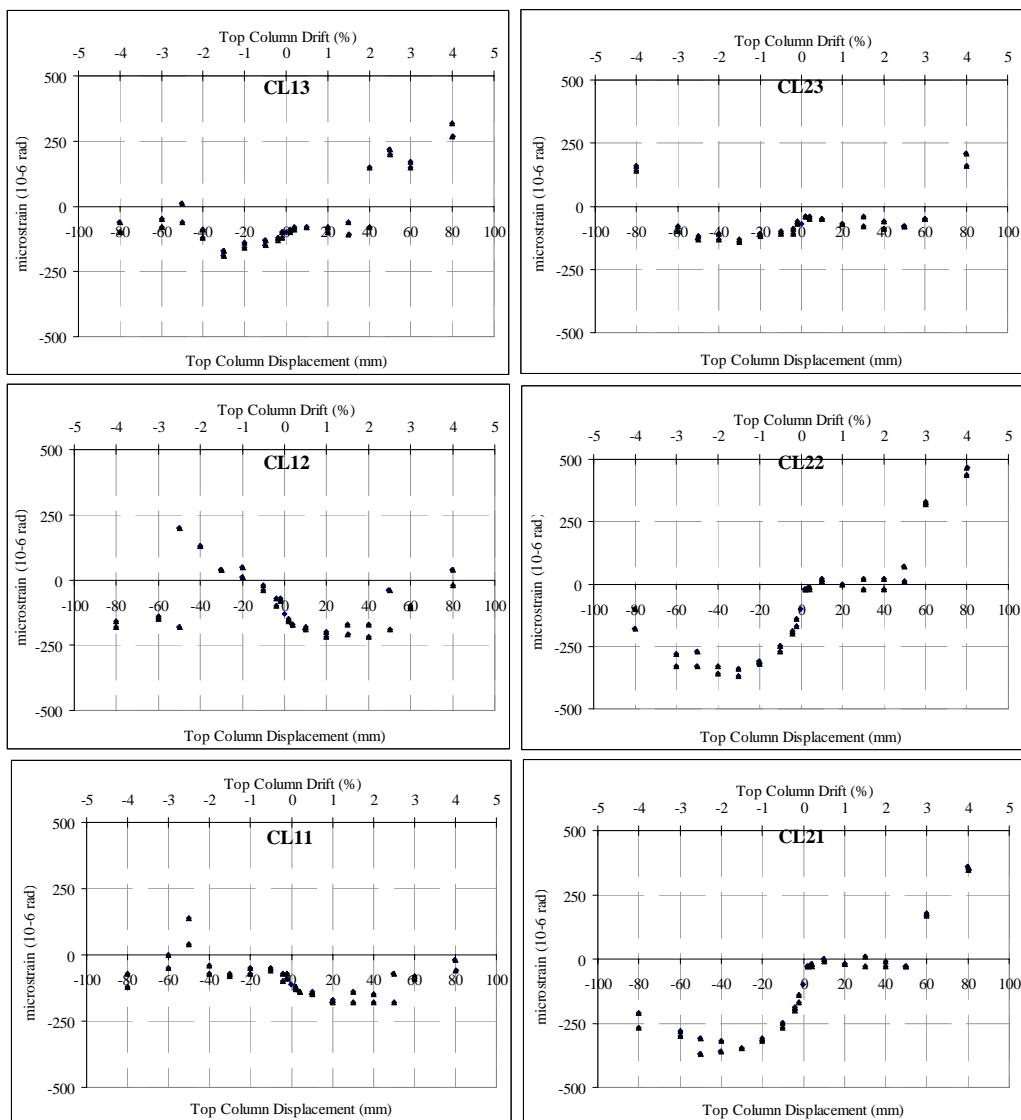 Top Column Drift (%)
-5 -4 -3 -2 -1 0 1 2 3 4 5
CL13
microstrain (10-6 rad)
500
250
0
-250
-500
-100 -80 -60 -40 -20 0 20 40 60 80 100
Top Column Displacement (mm)
Top Column Drift (%)
-5 -4 -3 -2 -1 0 1 2 3 4 5
CL23
microstrain (10-6 rad)
500
250
0
-250
-500
-100 -80 -60 -40 -20 0 20 40 60 80 100
Top Column Displacement (mm)
Top Column Drift (%)
-5 -4 -3 -2 -1 0 1 2 3 4 5
CL12
microstrain (10-6 rad)
500
250
0
-250
-500
-100 -80 -60 -40 -20 0 20 40 60 80 100
Top Column Displacement (mm)
Top Column Drift (%)
-5 -4 -3 -2 -1 0 1 2 3 4 5
CL22
microstrain (10-6 rad)
500
250
0
-250
-500
-100 -80 -60 -40 -20 0 20 40 60 80 100
Top Column Displacement (mm)
Top Column Drift (%)
-5 -4 -3 -2 -1 0 1 2 3 4 5
CL11
microstrain (10-6 rad)
500
250
0
-250
-500
-100 -80 -60 -40 -20 0 20 40 60 80 100
Top Column Displacement (mm)
Top Column Drift (%)
-5 -4 -3 -2 -1 0 1 2 3 4 5
CL21
microstrain (10-6 rad)
500
250
0
-250
-500
-100 -80 -60 -40 -20 0 20 40 60 80 100
Top Column Displacement (mm)